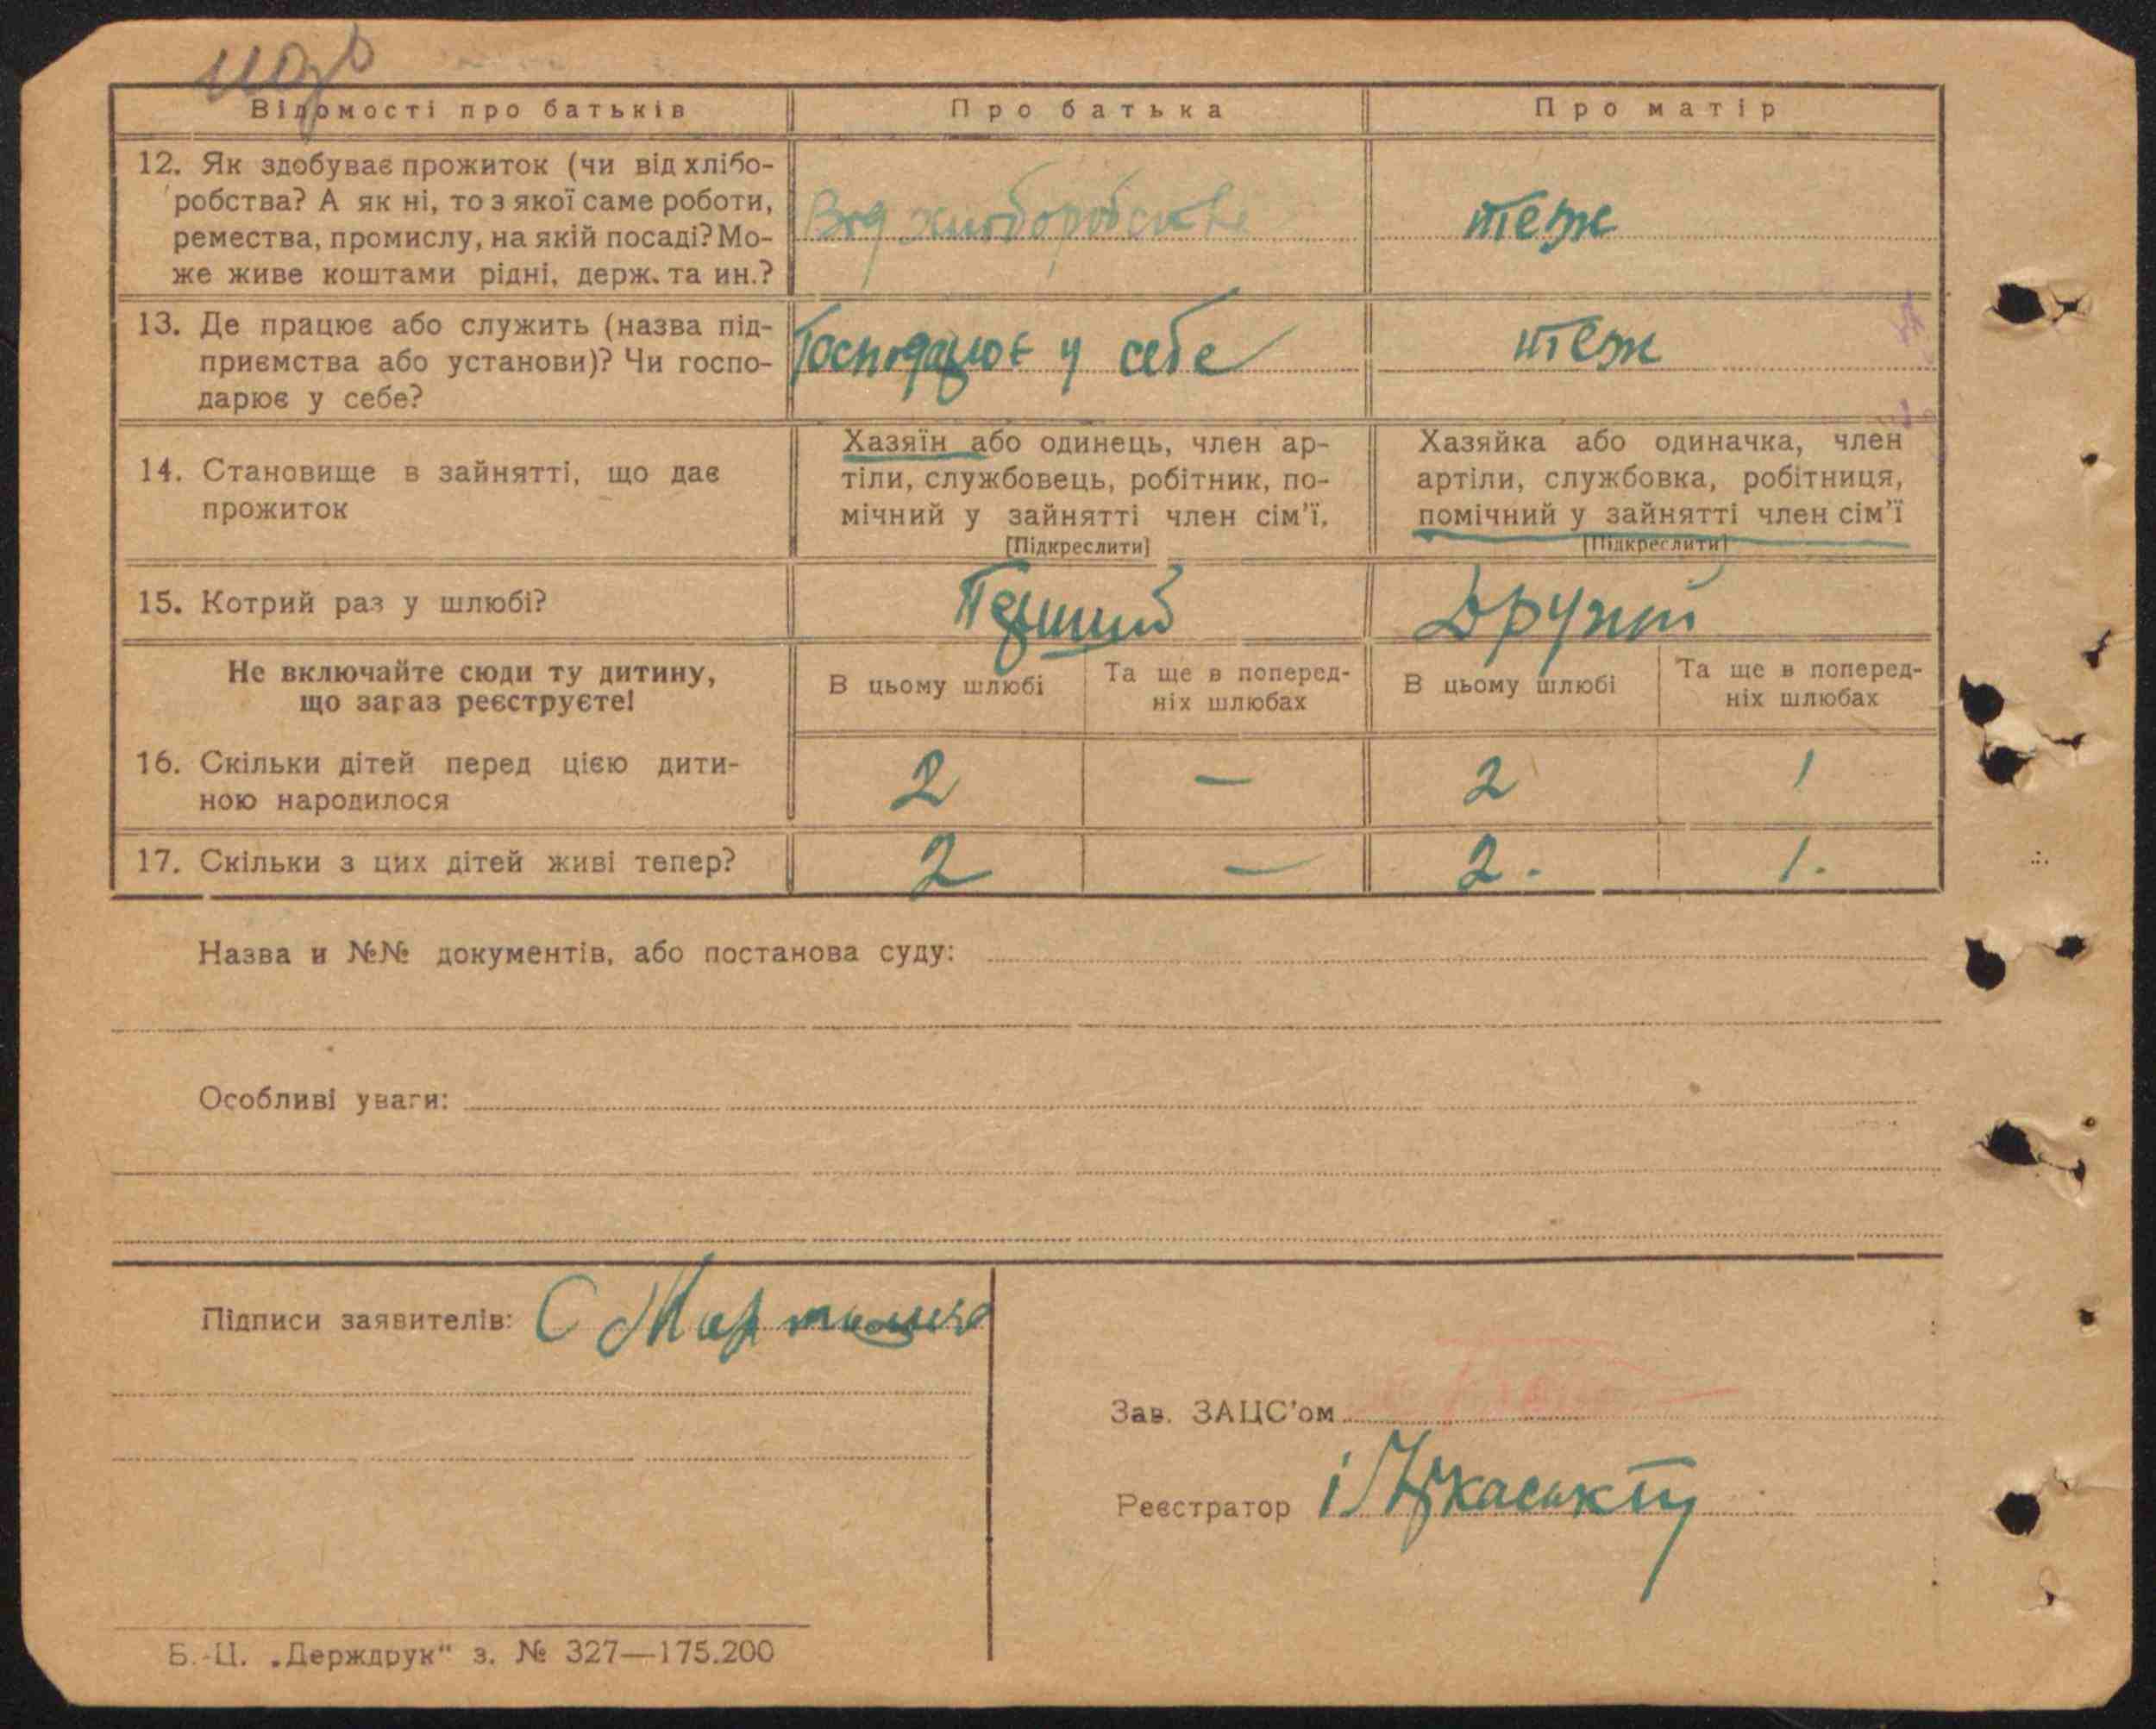 Відомості про батьків
Про батька
Про матір
12. Як здобуває прожиток (чи від хлібо-
робства? А як ні, то з якої саме роботи,
ремества, промислу, на якій посаді? Мо-
же живе коштами рідні, держ. та ин.?
Від хліборобства
теж
13. Де працює або служить (назва під-
приємства або установи)? Чи госпо-
дарює у себе?
Господарює у себе
теж
14. Становище в зайнятті, що дає
прожиток
Хазяїн або одинець, член ар-
тіли, службовець, робітник, по-
мічний у зайнятті член сім'ї.
[Підкреслити]
Хазяйка або одиначка, член
артіли, службовка, робітниця,
помічний у зайнятті член сім'ї
[Підкреслити]
15. Котрий раз у шлюбі?
Перший
Другий
Не включайте сюди ту дитину,
що зараз реєструєте!
В цьому шлюбі
Та ще в поперед-
ніх шлюбах
В цьому шлюбі
Та ще в поперед-
ніх шлюбах
16. Скільки дітей перед цією дити-
ною народилося
2 — 2 1
17. Скільки з цих дітей живі тепер?
2 — 2. 1.
Назва и №№ документів, або постанова суду:
Особливі уваги:
Підписи заявителів: С
Зав. ЗАЦС'ом
Реєстратор
Б.-Ц. „Держдрук" з. № 327—175.200